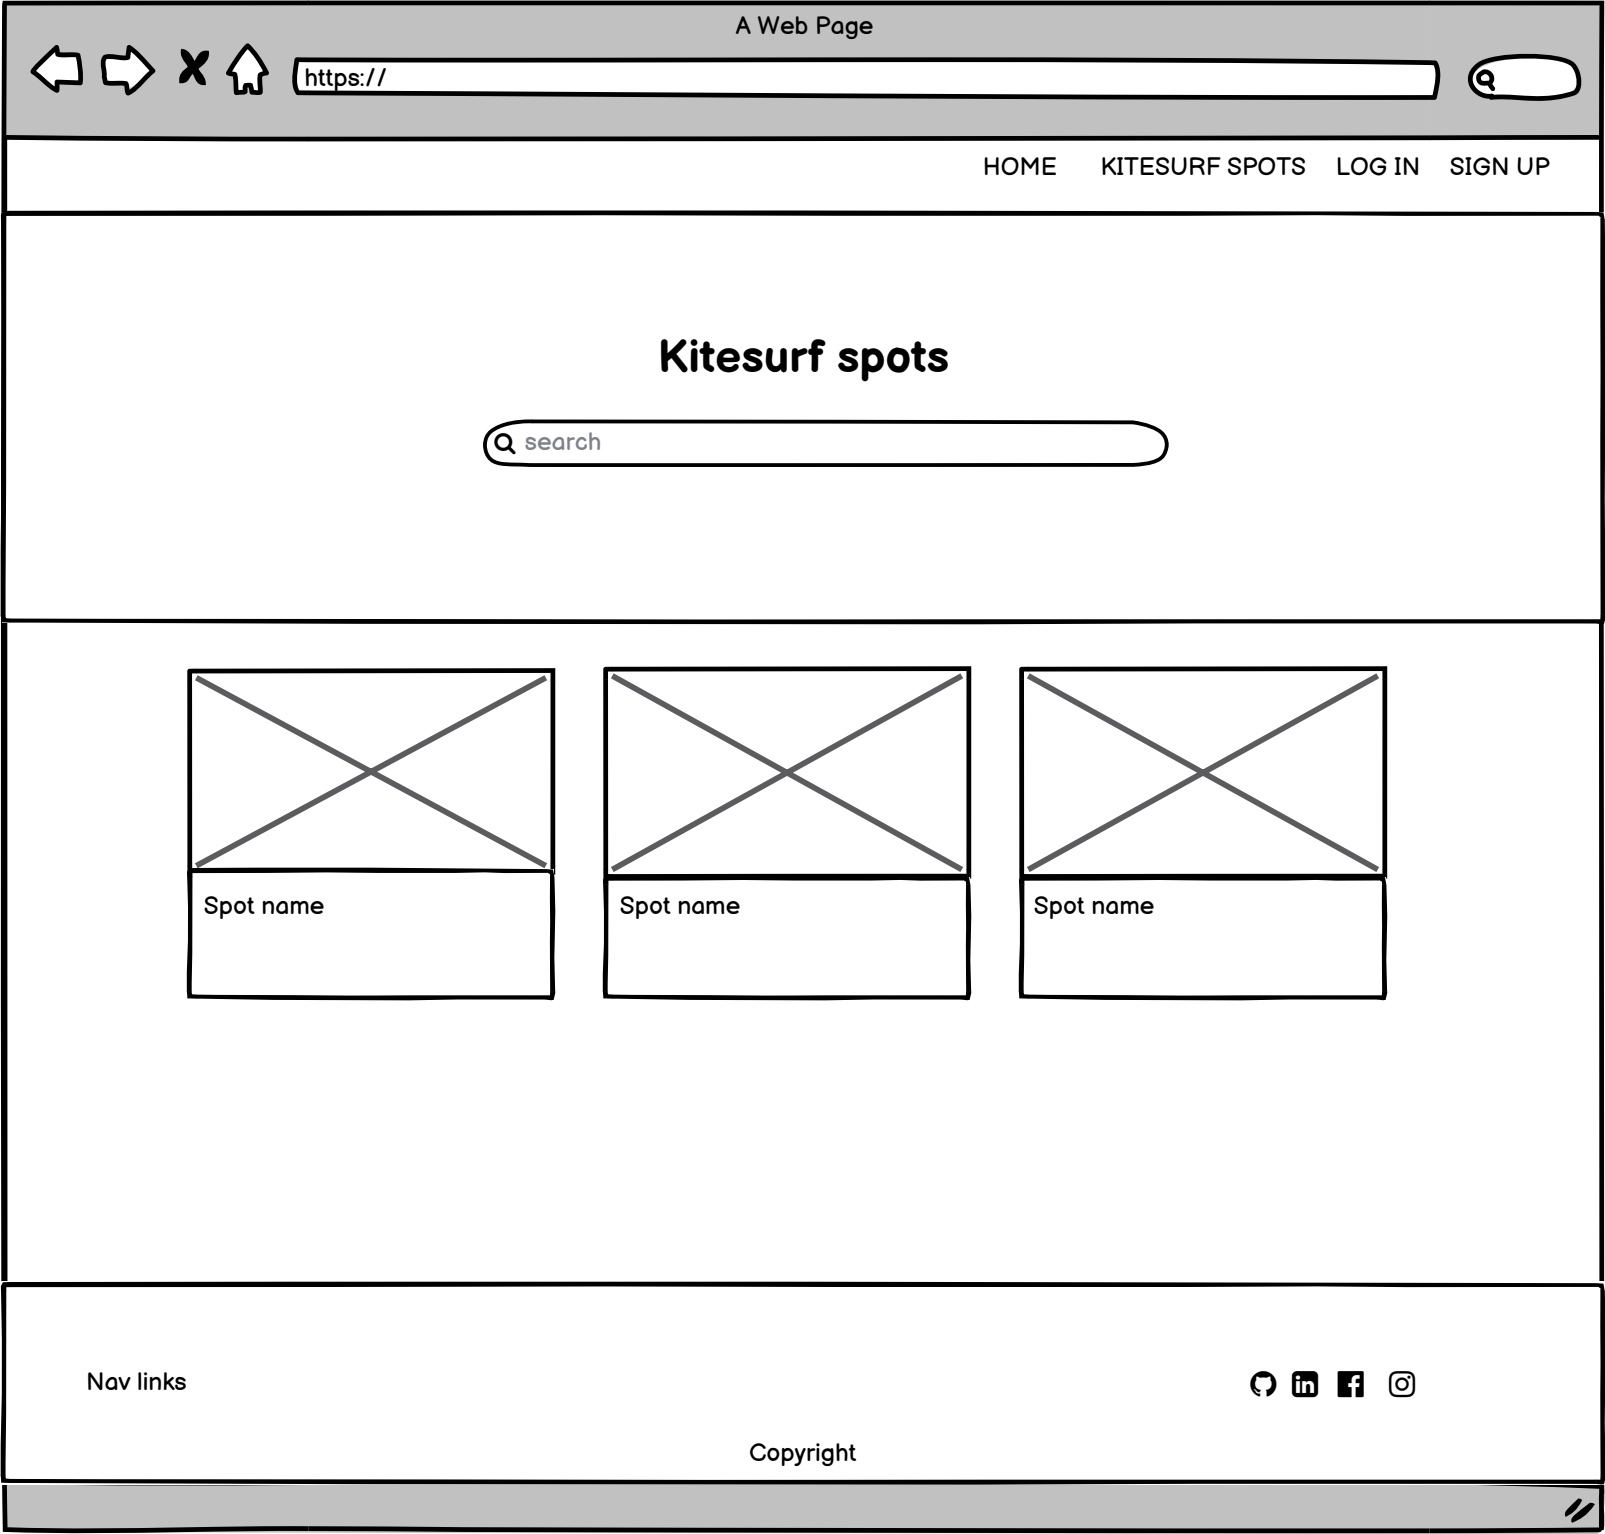 A Web Page
https://
HOME KITESURF SPOTS LOG IN SIGN UP
Kitesurf spots
search
Spot name Spot name Spot name
Nav links
in
Copyright